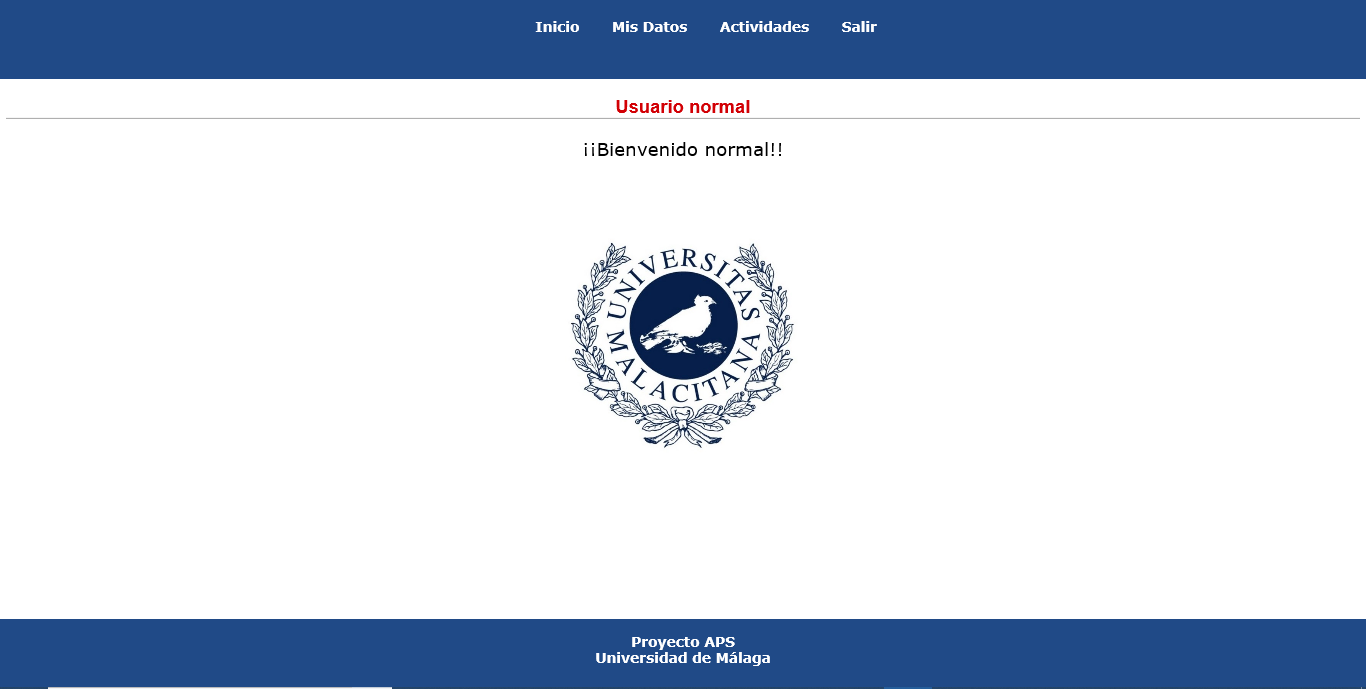 Inicio Mis Datos Actividades Salir
Usuario normal
¡¡Bienvenido normal!!
UNIVERSITAS
MALACITANA
Proyecto APS
Universidad de Málaga